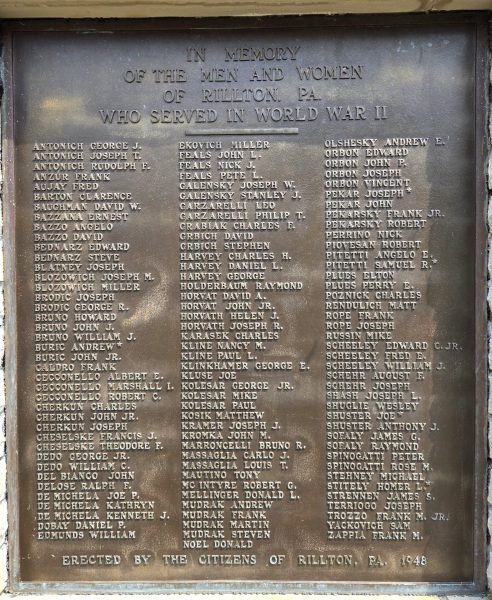 IN MEMORY
OF THE MEN AND WOMEN
OF RILLTON, PA.
WHO SERVED IN WORLD WAR II
ANTONICH GEORGE J.
ANTONICH JOSEPH T.
ANTONICH RUDOLPH F.
ANZUR FRANK
AUJAY FRED
BARTON CLARENCE
BAUGHMAN DAVID W.
BAZZANA ERNEST
BAZZO ANGELO
BAZZO DAVID
BEDNARZ EDWARD
BEDNARZ STEVE
BLATNEY JOSEPH
BLOZOWICH JOSEPH M.
BLOZOWICH MILLER
BRODIC JOSEPH
BRODIC GEORGE R.
BRUNO HOWARD
BRUNO JOHN J.
BRUNO WILLIAM J.
BURIC ANDREW*
BURIC JOHN JR.
CALDRO FRANK
CECCONELLO ALBERT E.
CECCONELLO MARSHALL I.
CECCONELLO ROBERT C.
CHERKUN CHARLES
CHERKUN JOHN JR.
CHERKUN JOSEPH
CHESELSKE FRANCIS J.
CHESELSKE THEODORE F.
DEDO GEORGE JR.
DEDO WILLIAM C.
DEL BIANCO JOHN
DELOSE RALPH F.
DE MICHELA JOE P.
DE MICHELA KATHRYN
DE MICHELA KENNETH J.
DOBAY DANIEL P.
EDMUNDS WILLIAM
EKOVICH MILLER
FEALS JOHN L.
FEALS NICK J.
FEALS PETE L.
GALENSKY JOSEPH W.
GALENSKY STANLEY J.
GARZARELLI LEO
GARZARELLI PHILIP T.
GRABIAK CHARLES F.
GRBICH DAVID
GRBICH STEPHEN
HARVEY CHARLES H.
HARVEY DANIEL L.
HARVEY GEORGE
HOLDERBAUM RAYMOND
HORVAT DAVID A.
HORVAT JOHN JR.
HORVATH HELEN J.
HORVATH JOSEPH R.
KARASEK CHARLES
KLINE NANCY M.
KLINE PAUL L.
KLINKHAMER GEORGE E.
KLUSE JOE
KOLESAR GEORGE JR.
KOLESAR MIKE
KOLESAR PAUL
KOSIK MATTHEW
KRAMER JOSEPH J.
KROMKA JOHN M.
MARRONCELLI BRUNO R.
MASSAGLIA CARLO J.
MASSAGLIA LOUIS T.
MAUTINO TONY
MC INTYRE ROBERT G.
MELLINGER DONALD L.
MUDRAK ANDREW
MUDRAK FRANK
MUDRAK MARTIN
MUDRAK STEVEN
NOEL DONALD
OLSHESKY ANDREW E.
ORBON EDWARD
ORBON JOHN P.
ORBON JOSEPH
ORBON VINCENT
PEKAR JOSEPH*
PEKAR JOHN
PEKARSKY FRANK JR.
PEKARSKY ROBERT
PERRINO NICK
PIOVESAN ROBERT
PITETTI ANGELO E.
PITETTI SAMUEL R.*
PLUES ELTON
PLUES PERRY E.
POZNICK CHARLES
RENDULICH MATT
ROPE FRANK
ROPE JOSEPH
RUSSIN MIKE
SCHEELEY EDWARD C. JR.
SCHEELEY FRED E.
SCHEELEY WILLIAM J.
SCHEHR AUGUST F.
SCHEHR JOSEPH
SHASH JOSEPH L.
SHUGLIE WESLEY
SHUSTER JOE*
SHUSTER ANTHONY J.
SOFALY JAMES G.
SOFALY RAYMOND
SPINOGATTI PETER
SPINOGATTI ROSE M.
STEHNEY MICHAEL
STITELY HOMER L.*
STRENNEN JAMES S.
TERRIOOO JOSEPH
TROZZO FRANK M. JR.
YACKOVICH SAM
ZAPPIA FRANK M.
ERECTED BY THE CITIZENS OF RILLTON, PA. 1948